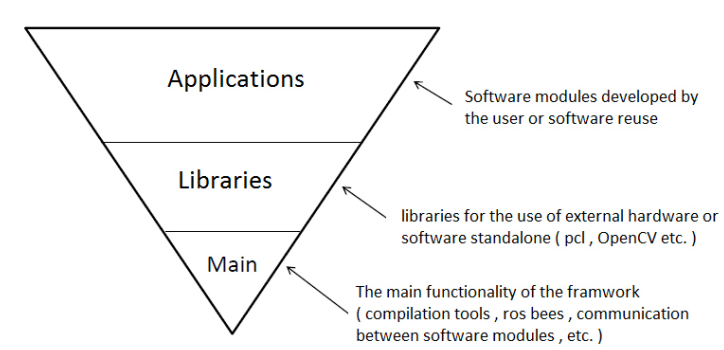 Applications
Software modules developed by
the user or software reuse
Libraries
libraries for the use of external hardware or
software standalone ( pcl , OpenCV etc. )
Main
The main functionality of the framwork
( compilation tools , ros bees , communication
between software modules , etc. )